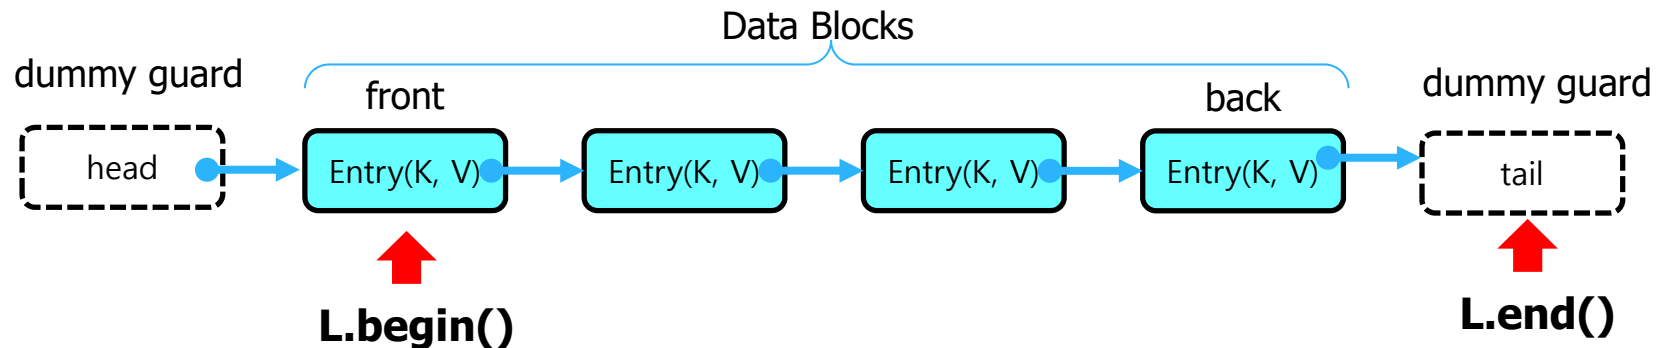 Data Blocks
dummy guard
front
back
dummy guard
head
Entry(K, V)
Entry(K, V)
Entry(K, V)
Entry(K, V)
tail
L.begin()
L.end()